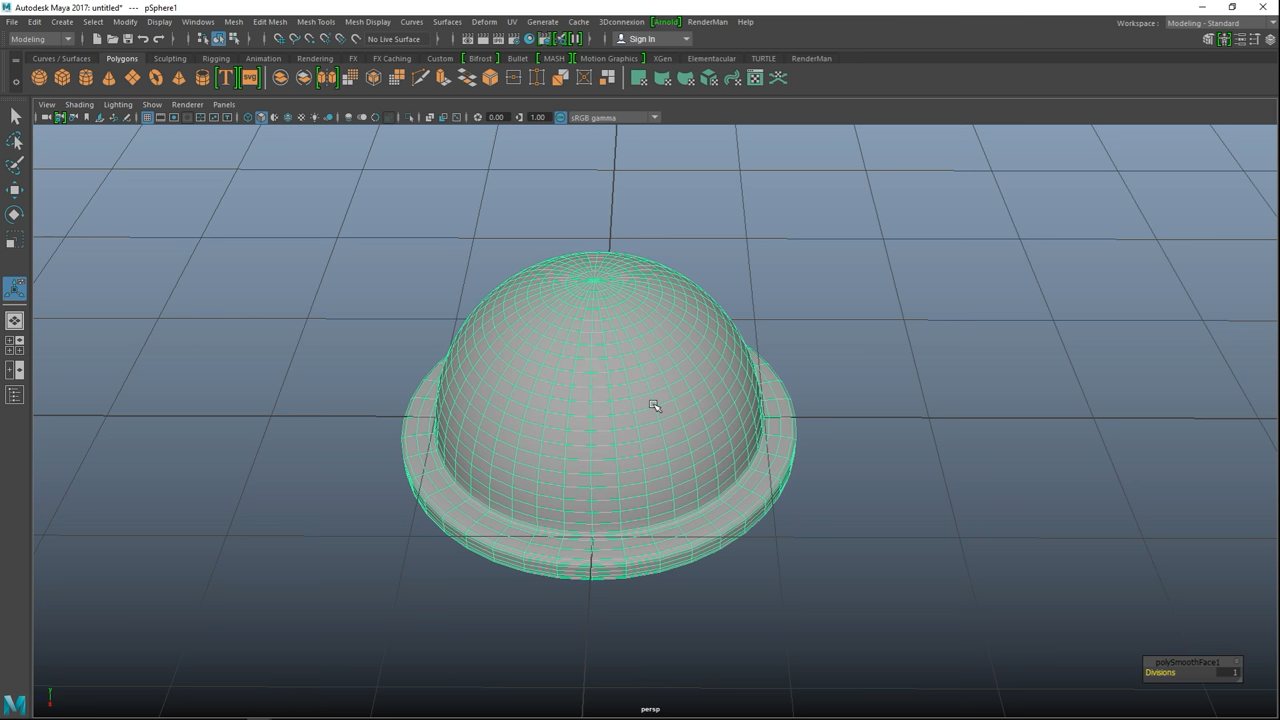 Autodesk Maya 2017: untitled*   ---   pSphere1
File Edit Create Select Modify Display Windows Mesh Edit Mesh Mesh Tools Mesh Display Curves Surfaces Deform UV Generate Cache 3Dconnexion [Arnold] RenderMan Help
Workspace : Modeling - Standard
Modeling No Live Surface Sign In
Curves / Surfaces Polygons Sculpting Rigging Animation Rendering FX FX Caching Custom [ Bitrost ] Bullet [ MASH ] [ Motion Graphics ] XGen Elementacular TURTLE RenderMan
T SVG
View Shading Lighting Show Renderer Panels
0.00 1.00 sRGB gamma
polySmoothFace1
Divisions 1
y
persp